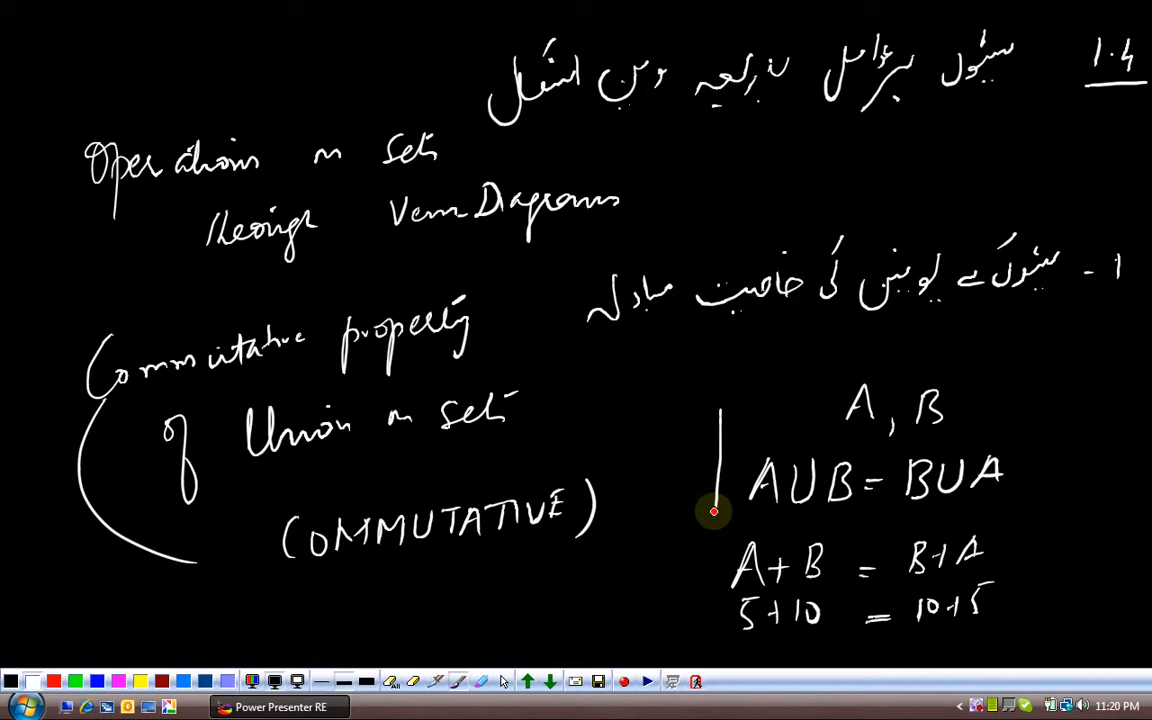 1.4 سیٹوں پر عوامل بذریعہ وین اشکال
Operations on Sets
through Venn Diagrams
1- سیٹوں کے یونین کی خاصیت مبادلہ
Commutative property
of Union on sets
(COMMUTATIVE)
A, B
A∪B = B∪A
A+B = B+A
5+10 = 10+5
Power Presenter RE
11:20 PM